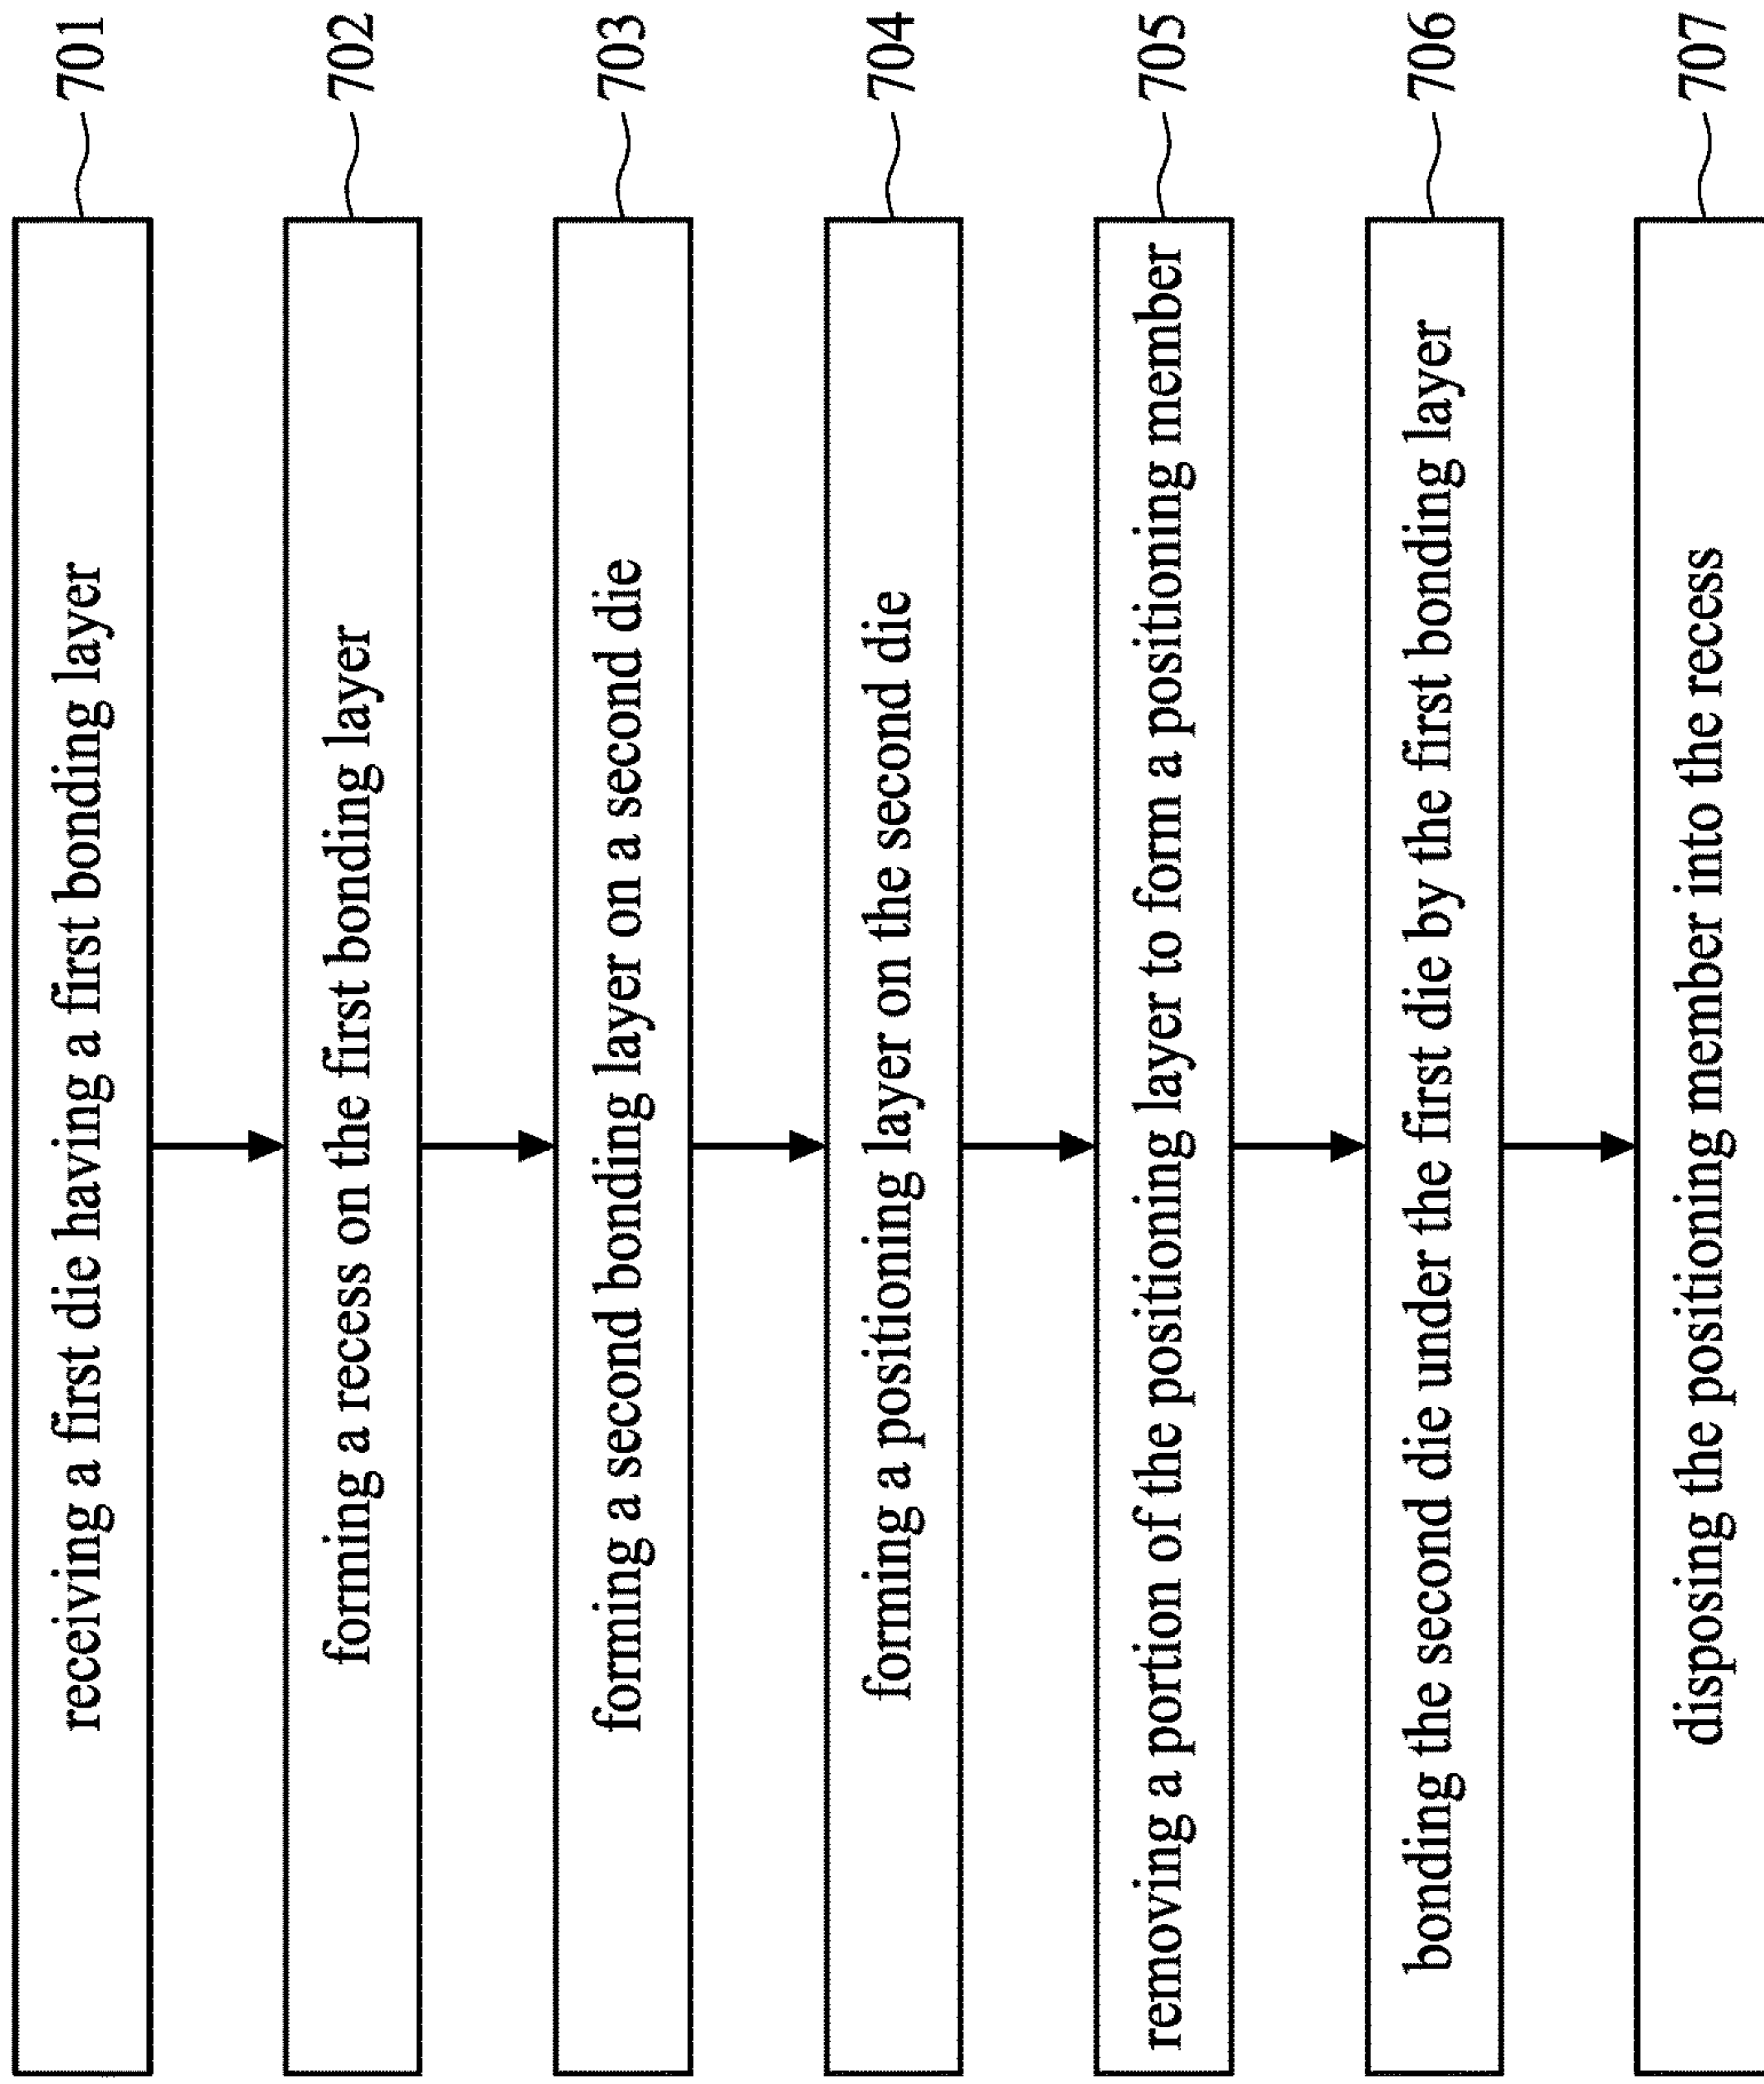 receiving a first die having a first bonding layer
701
forming a recess on the first bonding layer
702
forming a second bonding layer on a second die
703
forming a positioning layer on the second die
704
removing a portion of the positioning layer to form a positioning member
705
bonding the second die under the first die by the first bonding layer
706
disposing the positioning member into the recess
707